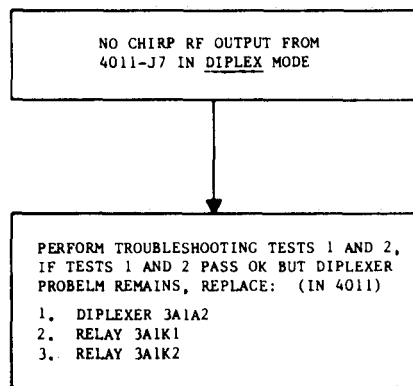 NO CHIRP RF OUTPUT FROM
4011-J7 IN DIPLEX MODE
PERFORM TROUBLESHOOTING TESTS 1 AND 2,
IF TESTS 1 AND 2 PASS OK BUT DIPLEXER
PROBELM REMAINS, REPLACE: (IN 4011)
1. DIPLEXER 3A1A2
2. RELAY 3A1K1
3. RELAY 3A1K2